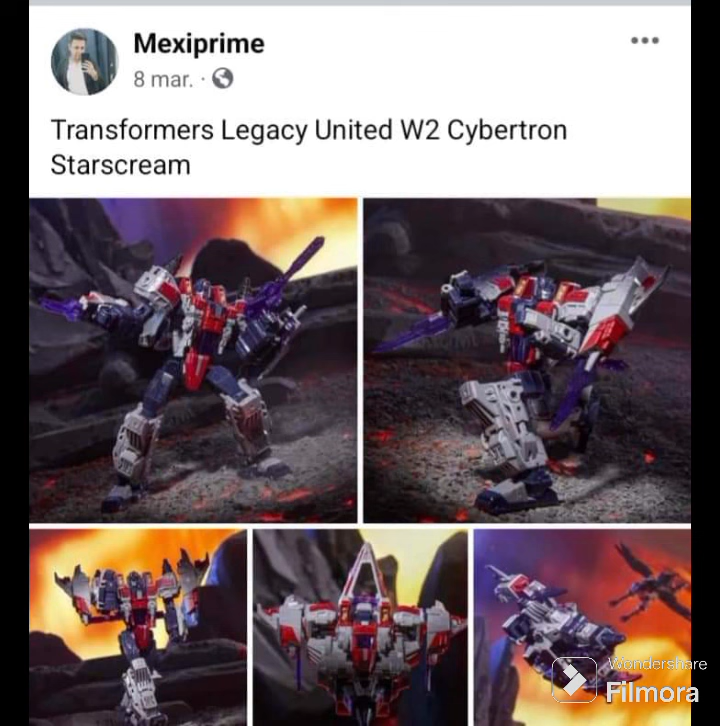 Mexiprime
8 mar. ·
Transformers Legacy United W2 Cybertron
Starscream
Wondershare
Filmora